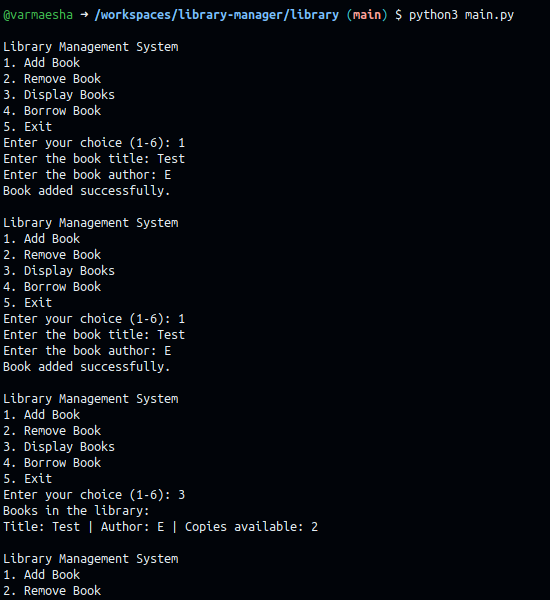 @varmaesha → /workspaces/library-manager/library (main) $ python3 main.py
Library Management System
1. Add Book
2. Remove Book
3. Display Books
4. Borrow Book
5. Exit
Enter your choice (1-6): 1
Enter the book title: Test
Enter the book author: E
Book added successfully.
Library Management System
1. Add Book
2. Remove Book
3. Display Books
4. Borrow Book
5. Exit
Enter your choice (1-6): 1
Enter the book title: Test
Enter the book author: E
Book added successfully.
Library Management System
1. Add Book
2. Remove Book
3. Display Books
4. Borrow Book
5. Exit
Enter your choice (1-6): 3
Books in the library:
Title: Test | Author: E | Copies available: 2
Library Management System
1. Add Book
2. Remove Book